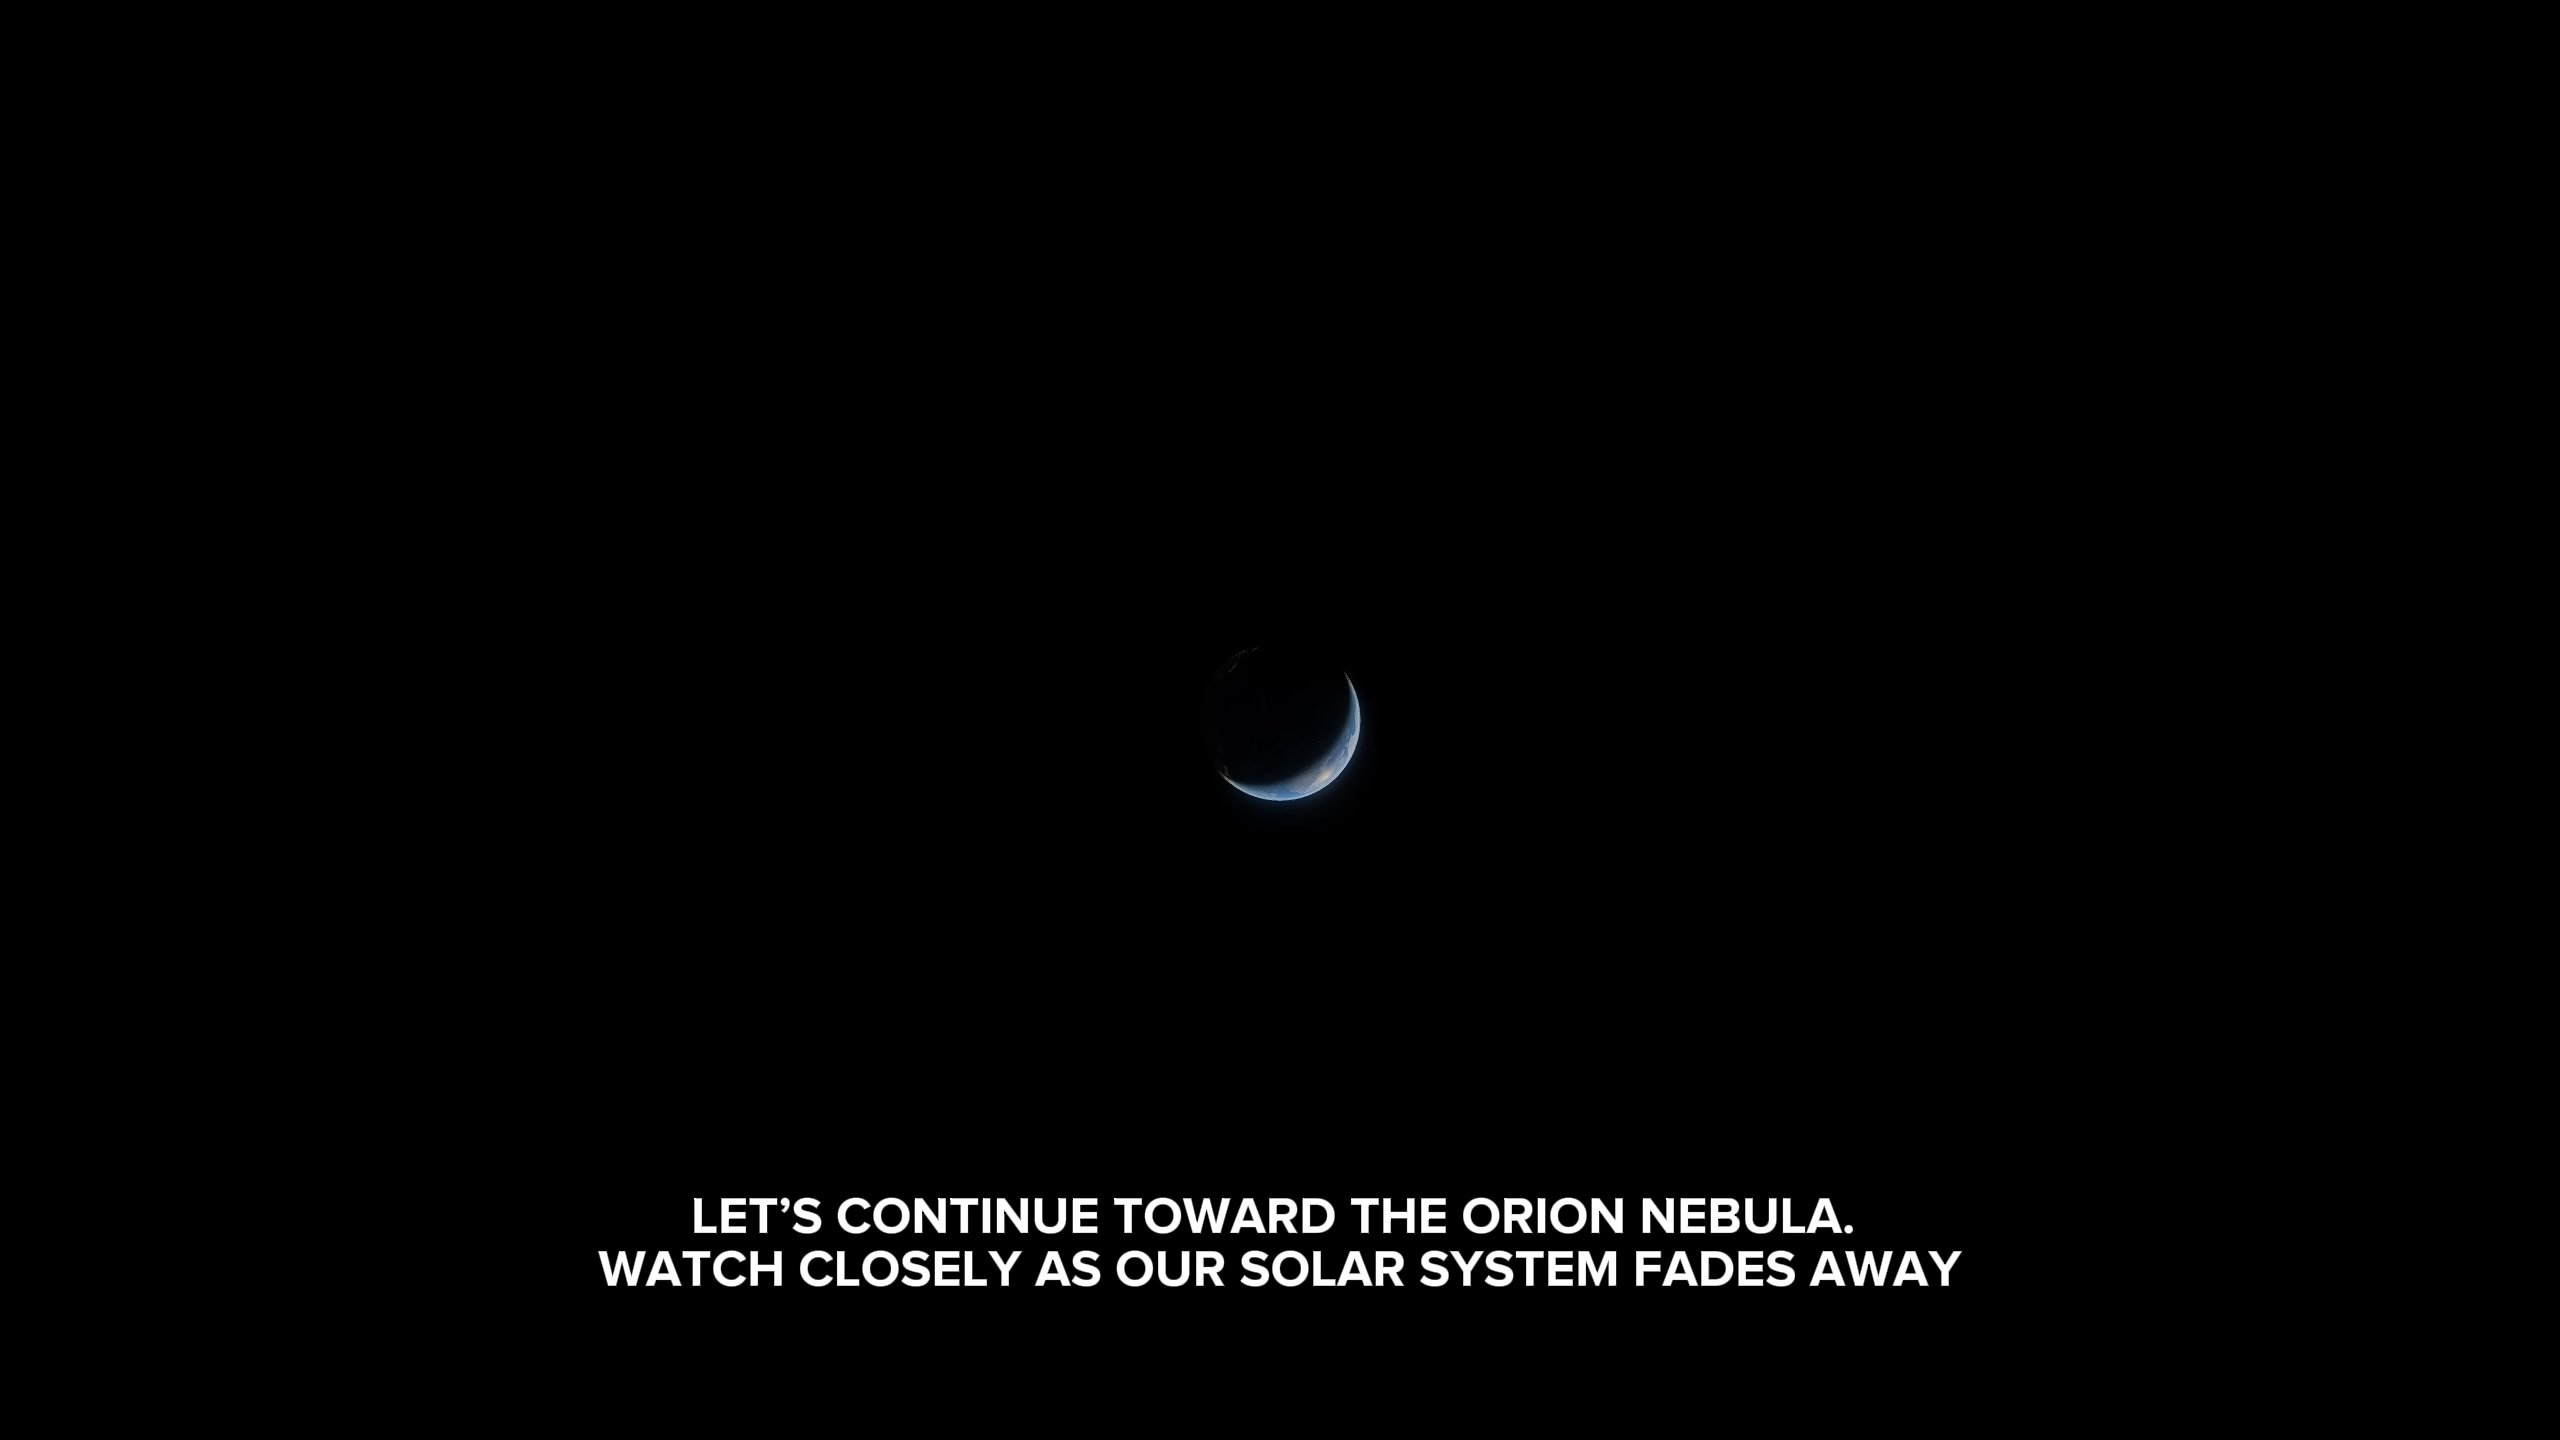 LET’S CONTINUE TOWARD THE ORION NEBULA.
WATCH CLOSELY AS OUR SOLAR SYSTEM FADES AWAY